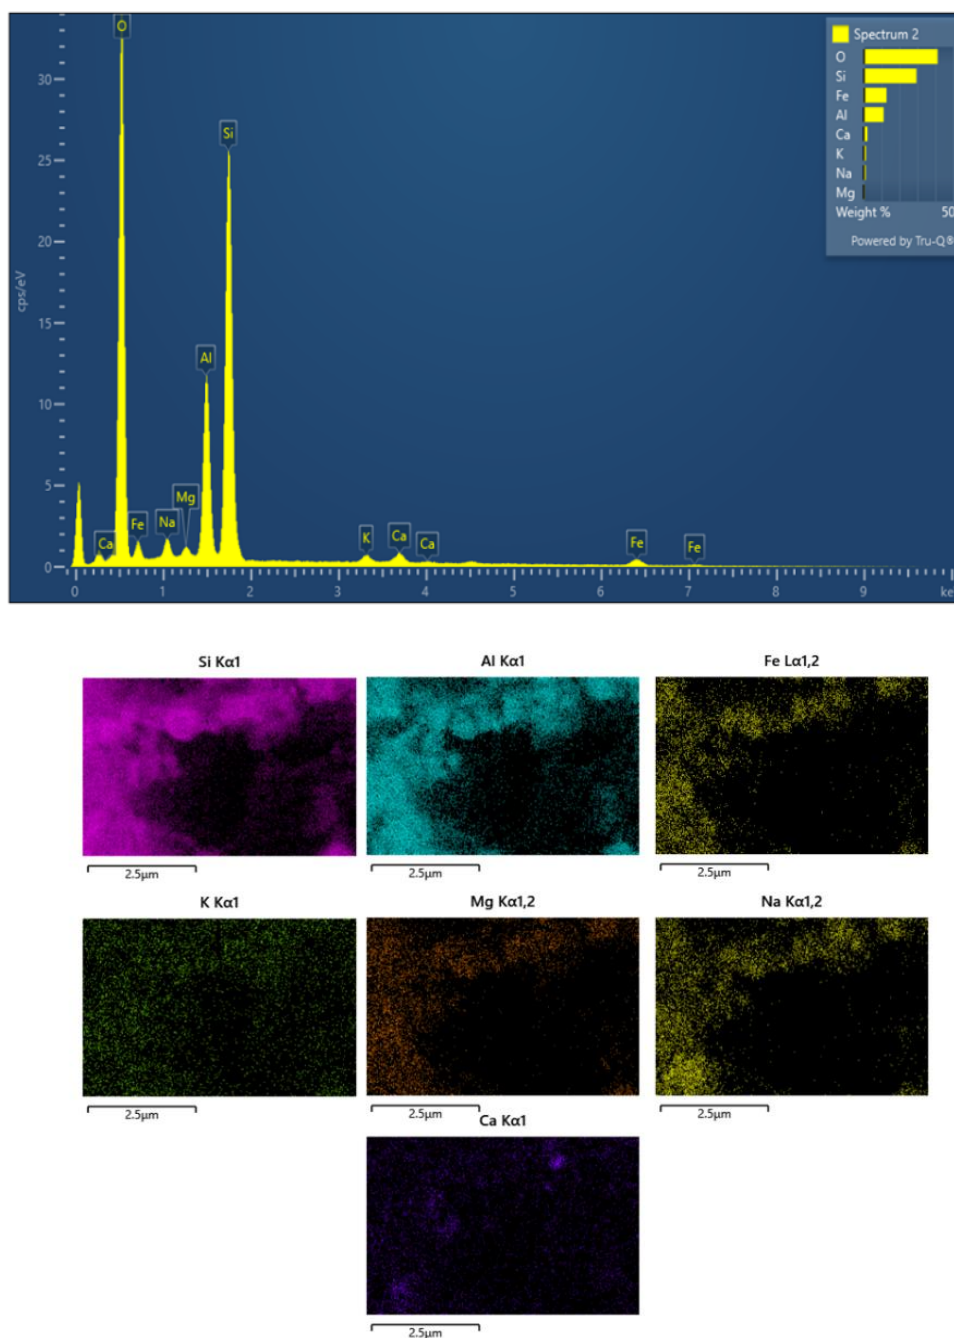 O
Spectrum 2
O
Si
Fe
Al
Ca
K
Na
Mg
Weight % 50
Powered by Tru-Q®
30
25
20
15
10
5
0
cps/eV
Si
Al
Mg
Ca
Fe
Na
K
Ca
Ca
Fe
Fe
0 1 2 3 4 5 6 7 8 9 ke
Si Kα1 Al Kα1 Fe Lα1,2
2.5µm 2.5µm 2.5µm
K Kα1 Mg Kα1,2 Na Kα1,2
2.5µm 2.5µm 2.5µm
Ca Kα1
2.5µm